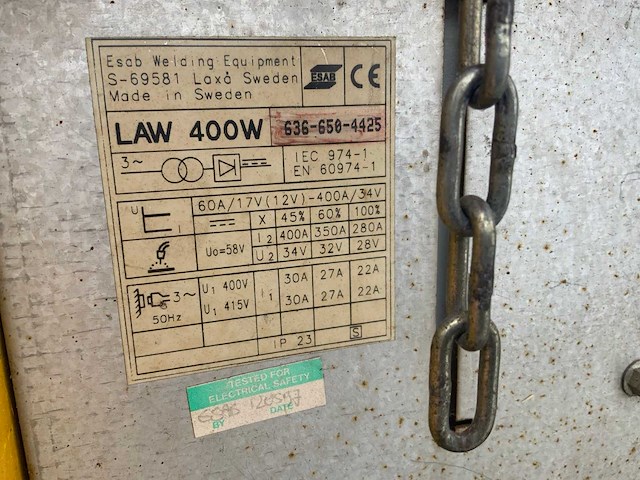 Esab Welding Equipment
S-69581 Laxå Sweden
Made in Sweden
ESAB
CE
LAW 400W 636-650-4425
3~
IEC 974-1
EN 60974-1
60A/17V(12V)-400A/34V
U
I
X 45% 60% 100%
U₀=58V
I₂ 400A 350A 280A
U₂ 34V 32V 28V
3~
50Hz
U₁ 400V I₁ 30A 27A 22A
U₁ 415V 30A 27A 22A
IP 23
S
TESTED FOR
ELECTRICAL SAFETY
ESAB
BY DATE